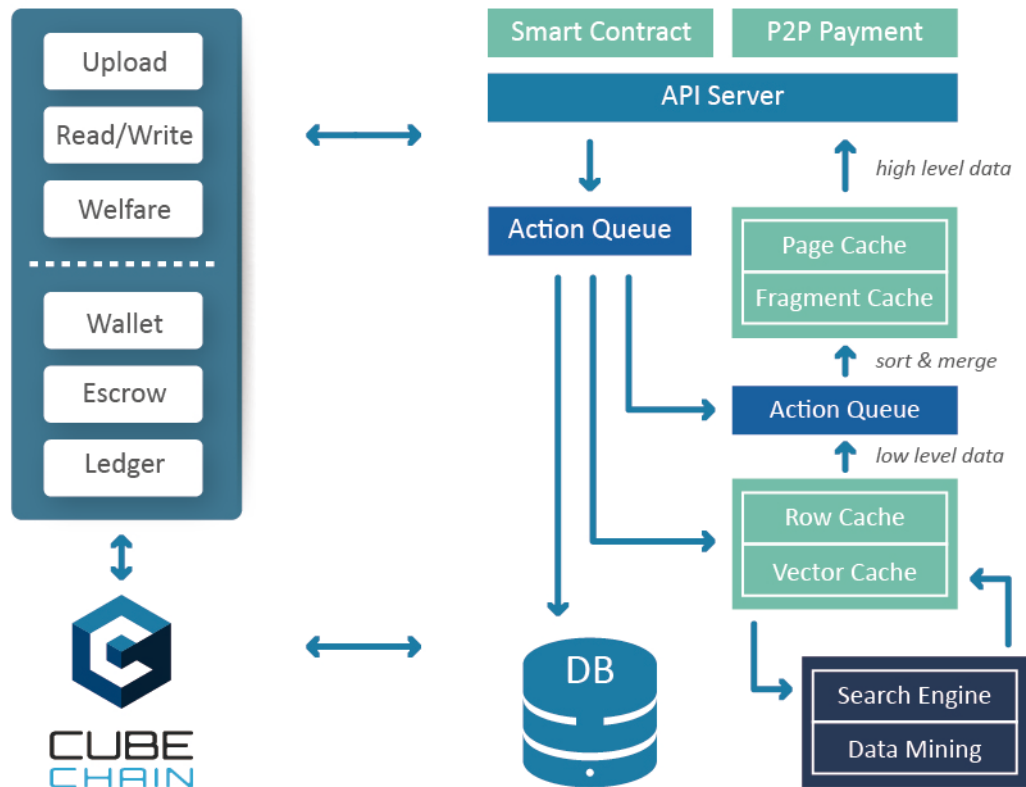 Upload
Read/Write
Welfare
Wallet
Escrow
Ledger
CUBE
CHAIN
Smart Contract
P2P Payment
API Server
high level data
Action Queue
Page Cache
Fragment Cache
sort & merge
Action Queue
low level data
Row Cache
Vector Cache
DB
Search Engine
Data Mining